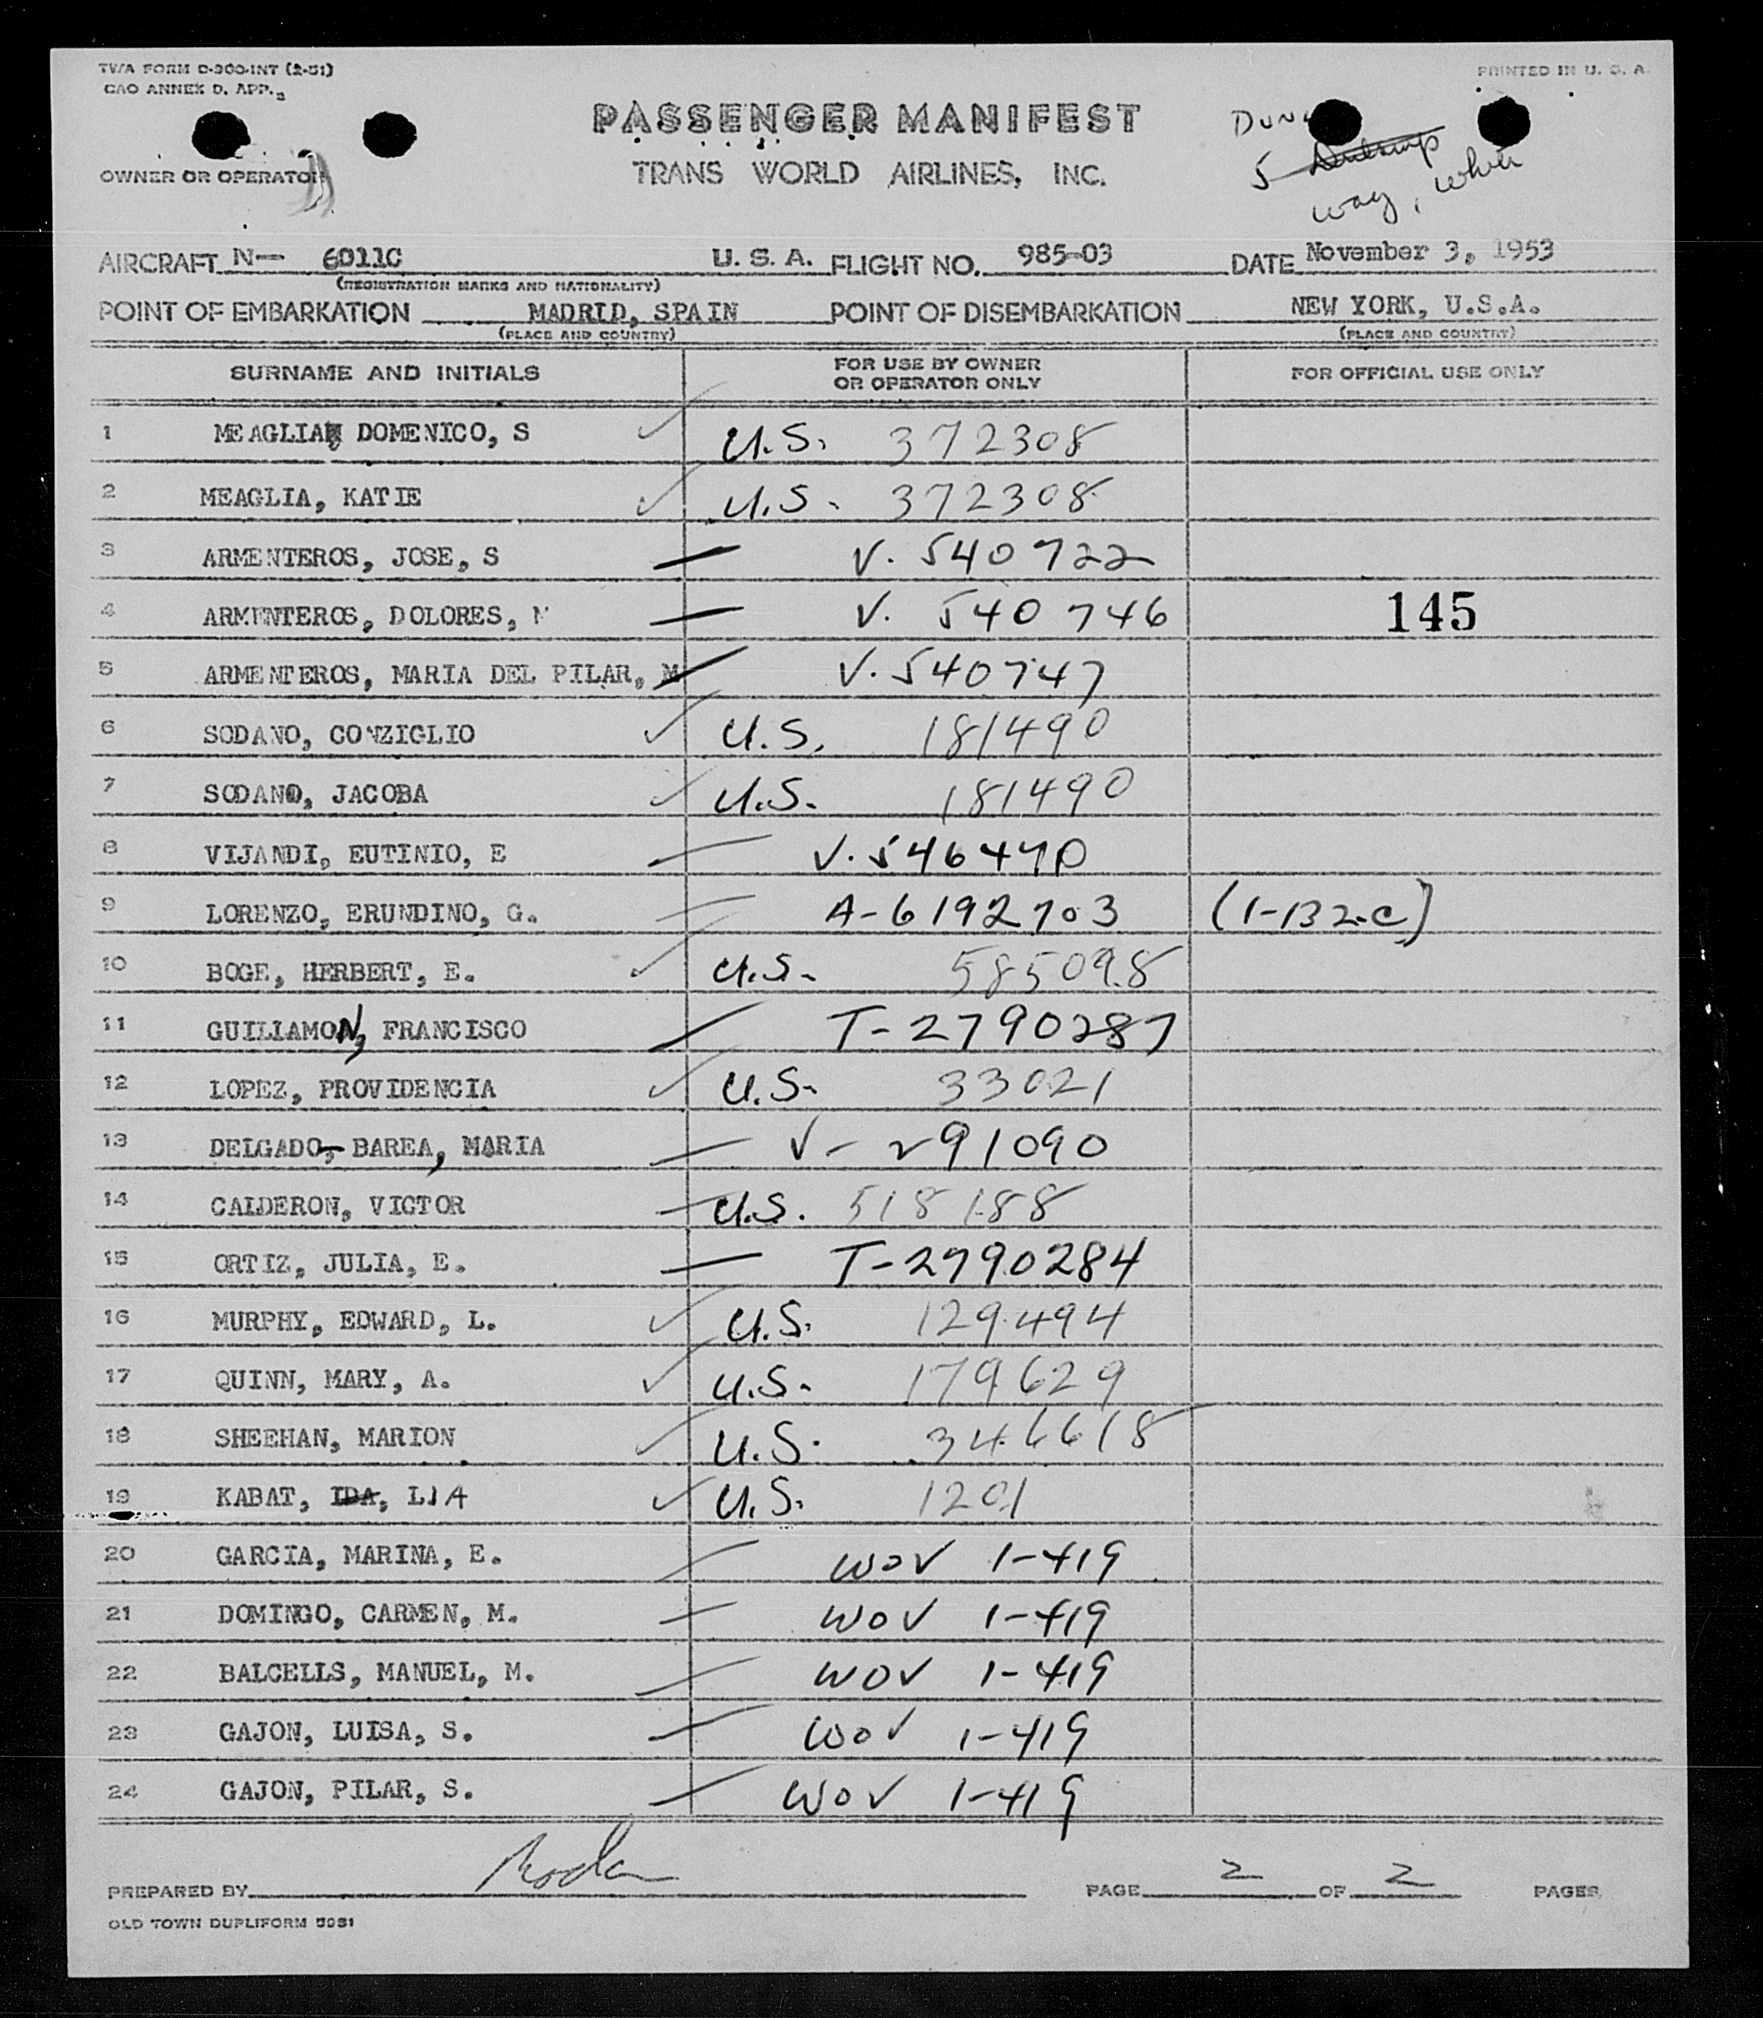 TWA FORM C-300-INT (2-51)
CAO ANNEX D. APP. 3
PRINTED IN U. S. A.
PASSENGER MANIFEST
TRANS WORLD AIRLINES, INC.
5
way, when
OWNER OR OPERATOR
AIRCRAFT N- 6011C U. S. A. FLIGHT NO. 985-03 DATE November 3, 1953
(REGISTRATION MARKS AND NATIONALITY)
POINT OF EMBARKATION MADRID, SPAIN POINT OF DISEMBARKATION NEW YORK, U.S.A.
(PLACE AND COUNTRY) (PLACE AND COUNTRY)
SURNAME AND INITIALS FOR USE BY OWNER OR OPERATOR ONLY FOR OFFICIAL USE ONLY
1 MEAGLIA, DOMENICO, S U.S. 372308
2 MEAGLIA, KATIE U.S. 372308
3 ARMENTEROS, JOSE, S V. 540722
4 ARMENTEROS, DOLORES, M V. 540746 145
5 ARMENTEROS, MARIA DEL PILAR, M V. 540747
6 SODANO, CONZIGLIO U.S. 181490
7 SODANO, JACOBA U.S. 181490
8 VIJANDI, EUTINIO, E V. 54647P
9 LORENZO, ERUNDINO, G. A-6192703 (1-132-C)
10 BOGE, HERBERT, E. U.S. 585098
11 GUILIAMON, FRANCISCO T-2790287
12 LOPEZ, PROVIDENCIA U.S. 33021
13 DELGADO-BAREA, MARIA V-291090
14 CALDERON, VICTOR U.S. 518188
15 ORTIZ, JULIA, E. T-2790284
16 MURPHY, EDWARD, L. U.S. 129494
17 QUINN, MARY, A. U.S. 179629
18 SHEEHAN, MARION U.S. 346618
19 KABAT, IDA, LIA U.S. 1201
20 GARCIA, MARINA, E. WOV 1-419
21 DOMINGO, CARMEN, M. WOV 1-419
22 BALCELLS, MANUEL, M. WOV 1-419
23 GAJON, LUISA, S. WOV 1-419
24 GAJON, PILAR, S. WOV 1-419
PREPARED BY PAGE 2 OF 2 PAGES
OLD TOWN DUPLIFORM 5081